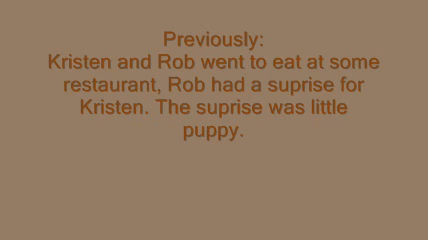 Previously:
Kristen and Rob went to eat at some
restaurant, Rob had a suprise for
Kristen. The suprise was little
puppy.